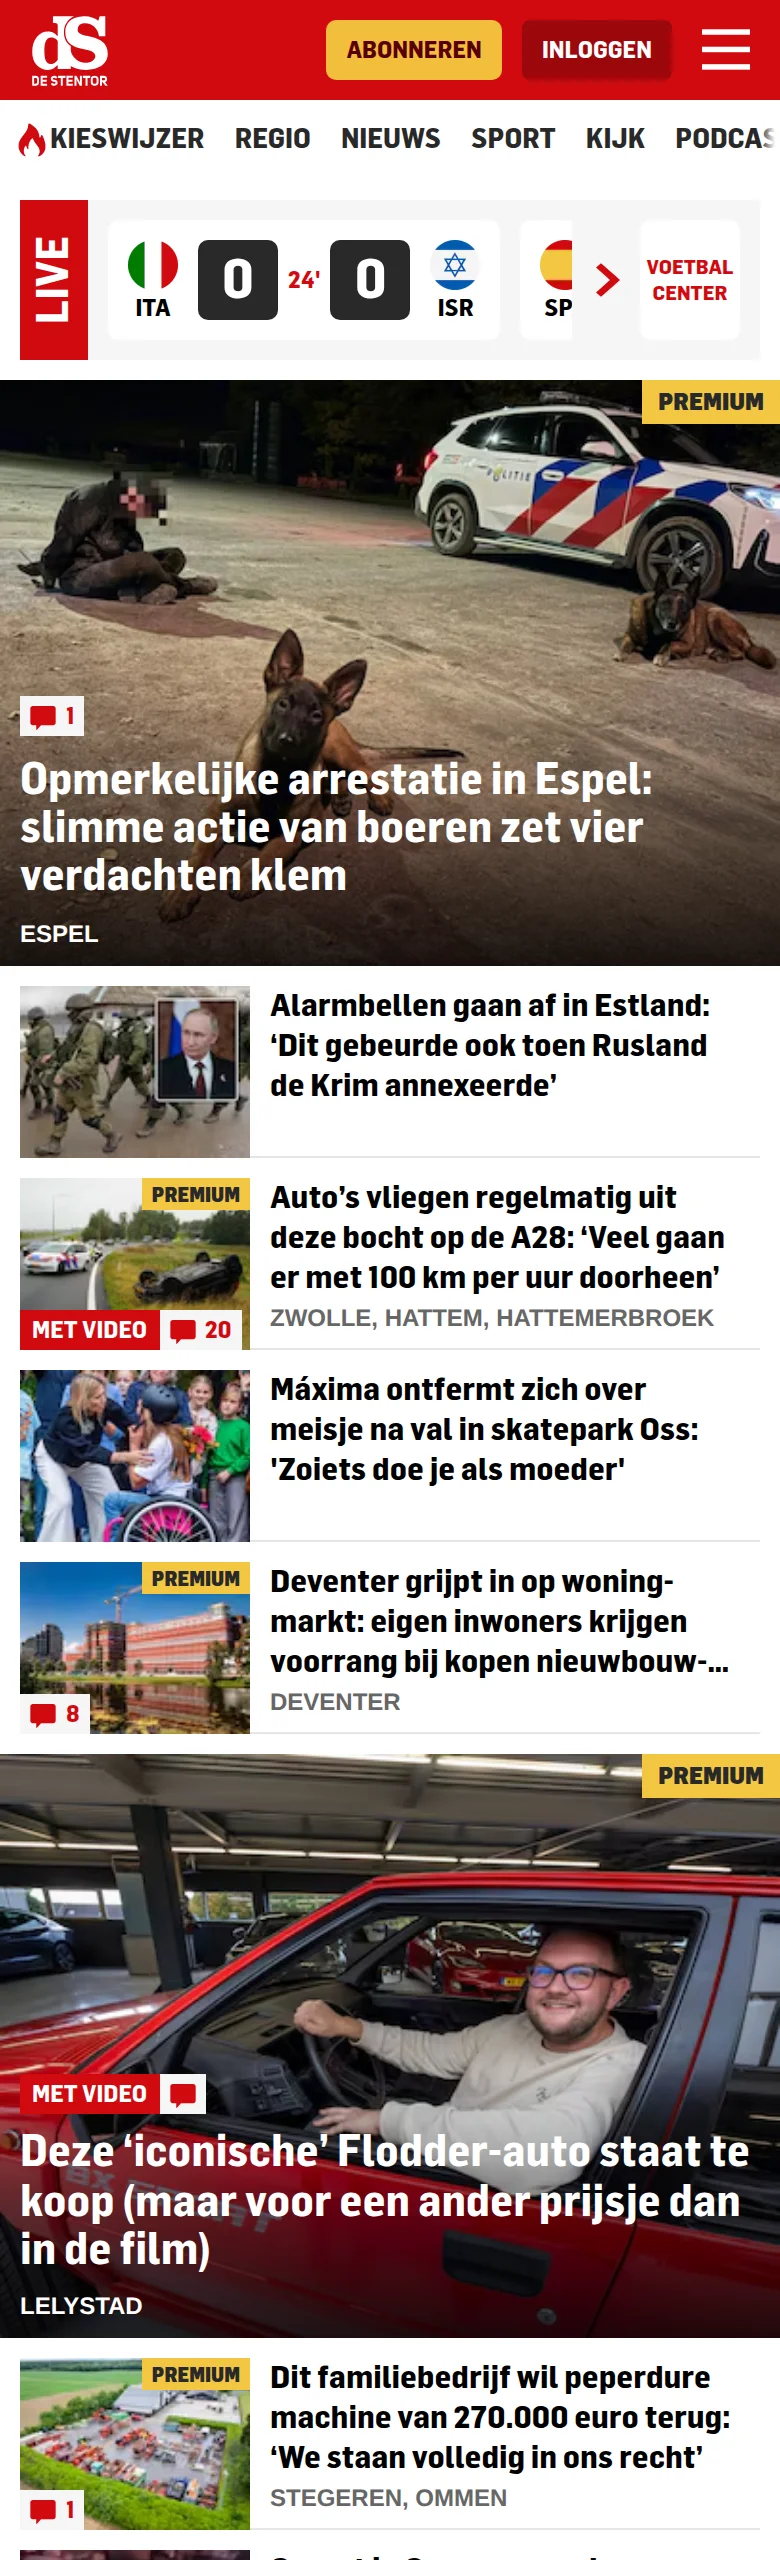 dS
DE STENTOR
ABONNEREN
INLOGGEN
KIESWIJZER REGIO NIEUWS SPORT KIJK PODCAS
LIVE
ITA
0
24'
0
ISR
SP
VOETBAL
CENTER
PREMIUM
POLITIE
1
Opmerkelijke arrestatie in Espel:
slimme actie van boeren zet vier
verdachten klem
ESPEL
Alarmbellen gaan af in Estland:
‘Dit gebeurde ook toen Rusland
de Krim annexeerde’
PREMIUM
MET VIDEO
20
Auto’s vliegen regelmatig uit
deze bocht op de A28: ‘Veel gaan
er met 100 km per uur doorheen’
ZWOLLE, HATTEM, HATTEMERBROEK
Máxima ontfermt zich over
meisje na val in skatepark Oss:
'Zoiets doe je als moeder'
PREMIUM
8
Deventer grijpt in op woning-
markt: eigen inwoners krijgen
voorrang bij kopen nieuwbouw-...
DEVENTER
PREMIUM
MET VIDEO
Deze ‘iconische’ Flodder-auto staat te
koop (maar voor een ander prijsje dan
in de film)
LELYSTAD
PREMIUM
1
Dit familiebedrijf wil peperdure
machine van 270.000 euro terug:
‘We staan volledig in ons recht’
STEGEREN, OMMEN